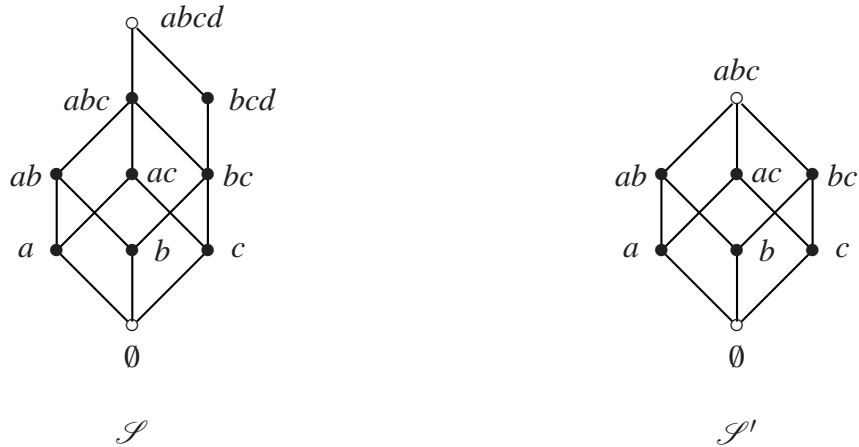 abcd
abc bcd abc
ab ac bc ab ac bc
a b c a b c
∅ ∅
𝒮 𝒮′